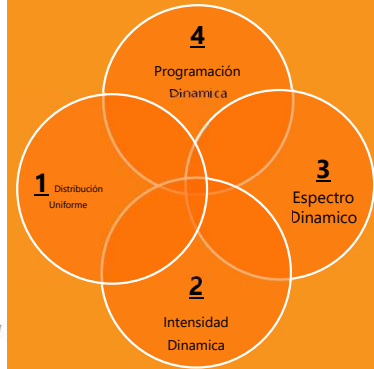 4
Programación
Dinamica
1 Distribución
Uniforme
3
Espectro
Dinamico
2
Intensidad
Dinamica